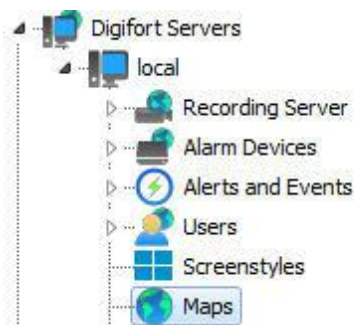 Digifort Servers
local
Recording Server
Alarm Devices
Alerts and Events
Users
Screenstyles
Maps